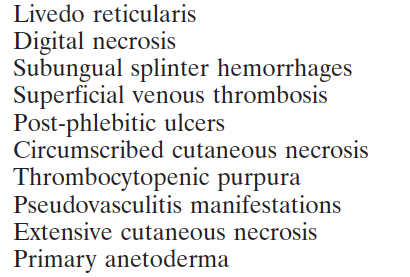 Livedo reticularis
Digital necrosis
Subungual splinter hemorrhages
Superficial venous thrombosis
Post-phlebitic ulcers
Circumscribed cutaneous necrosis
Thrombocytopenic purpura
Pseudovasculitis manifestations
Extensive cutaneous necrosis
Primary anetoderma